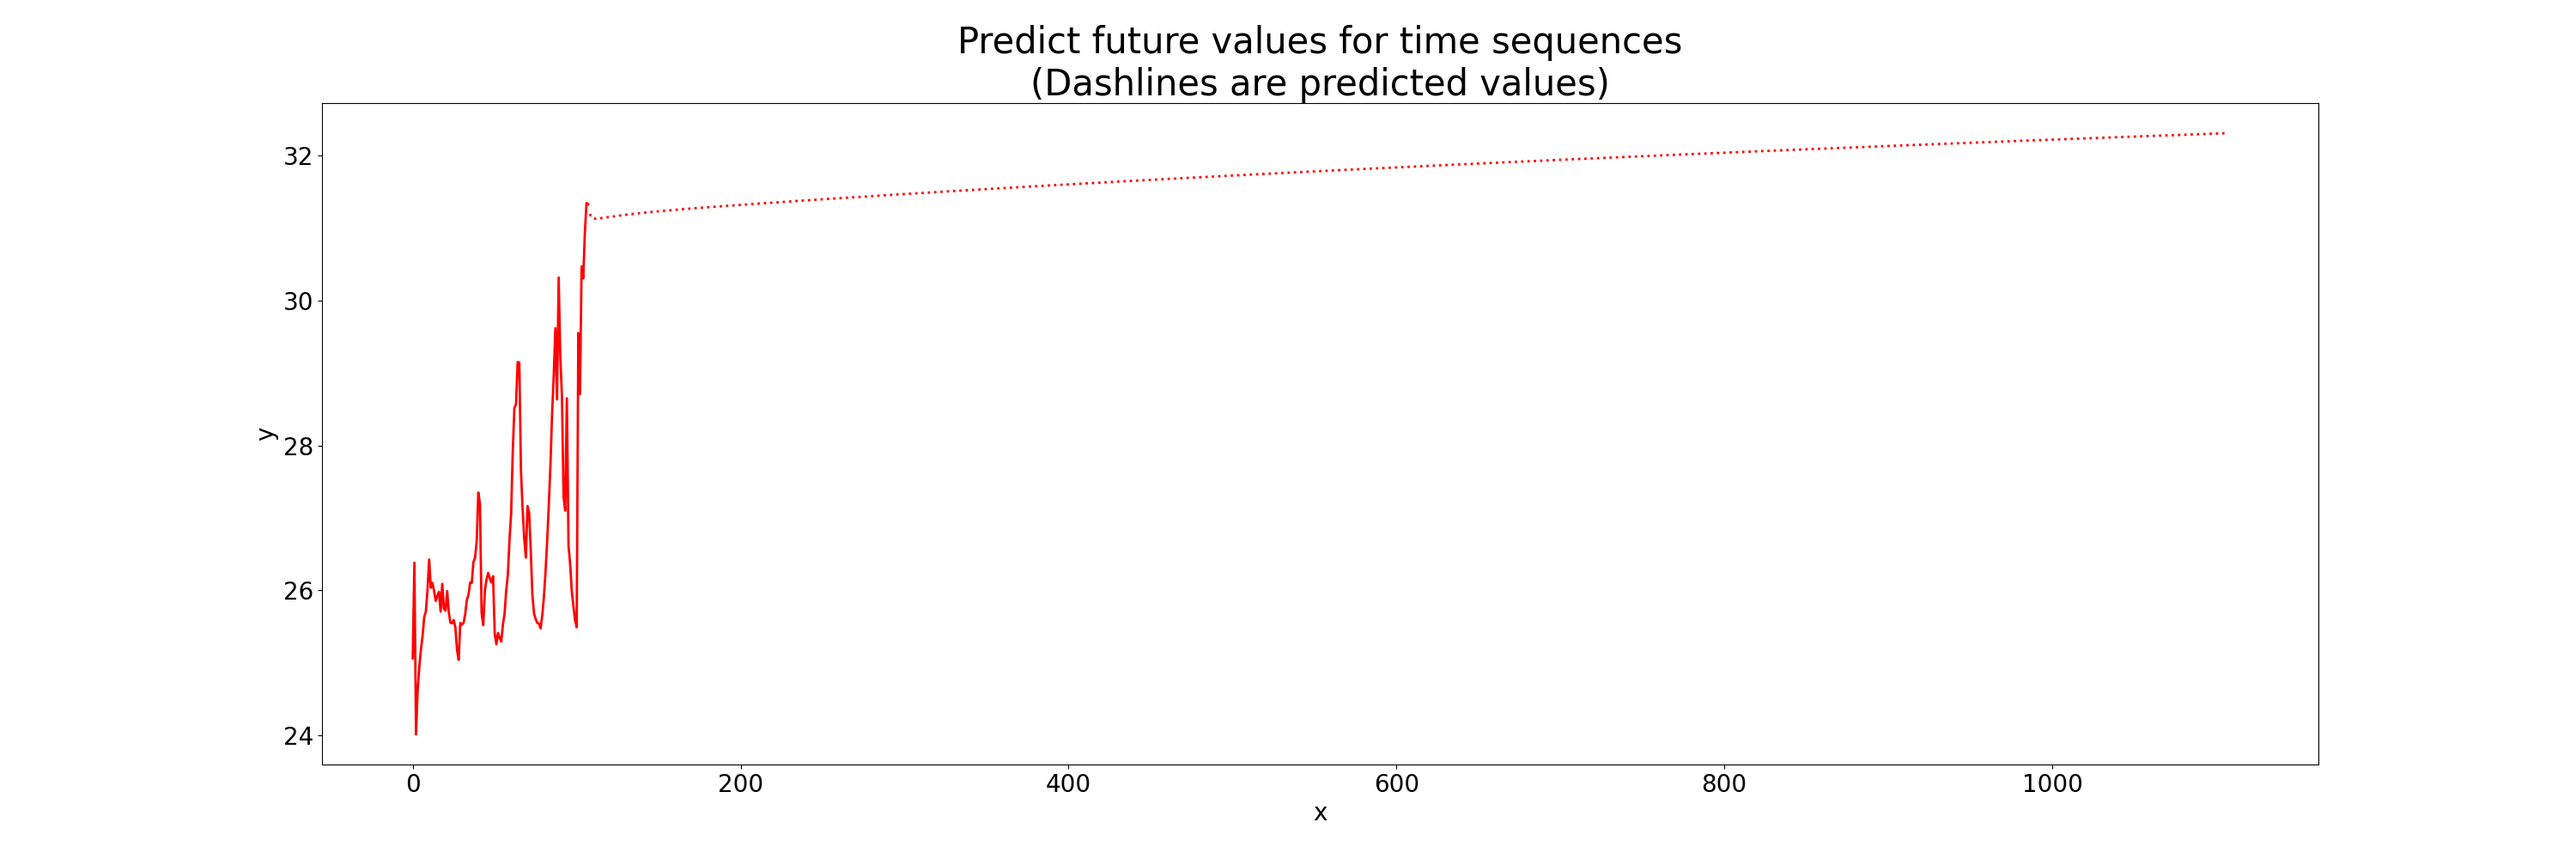 Predict future values for time sequences
(Dashlines are predicted values)
32
30
28
26
24
y
0 200 400 600 800 1000
x